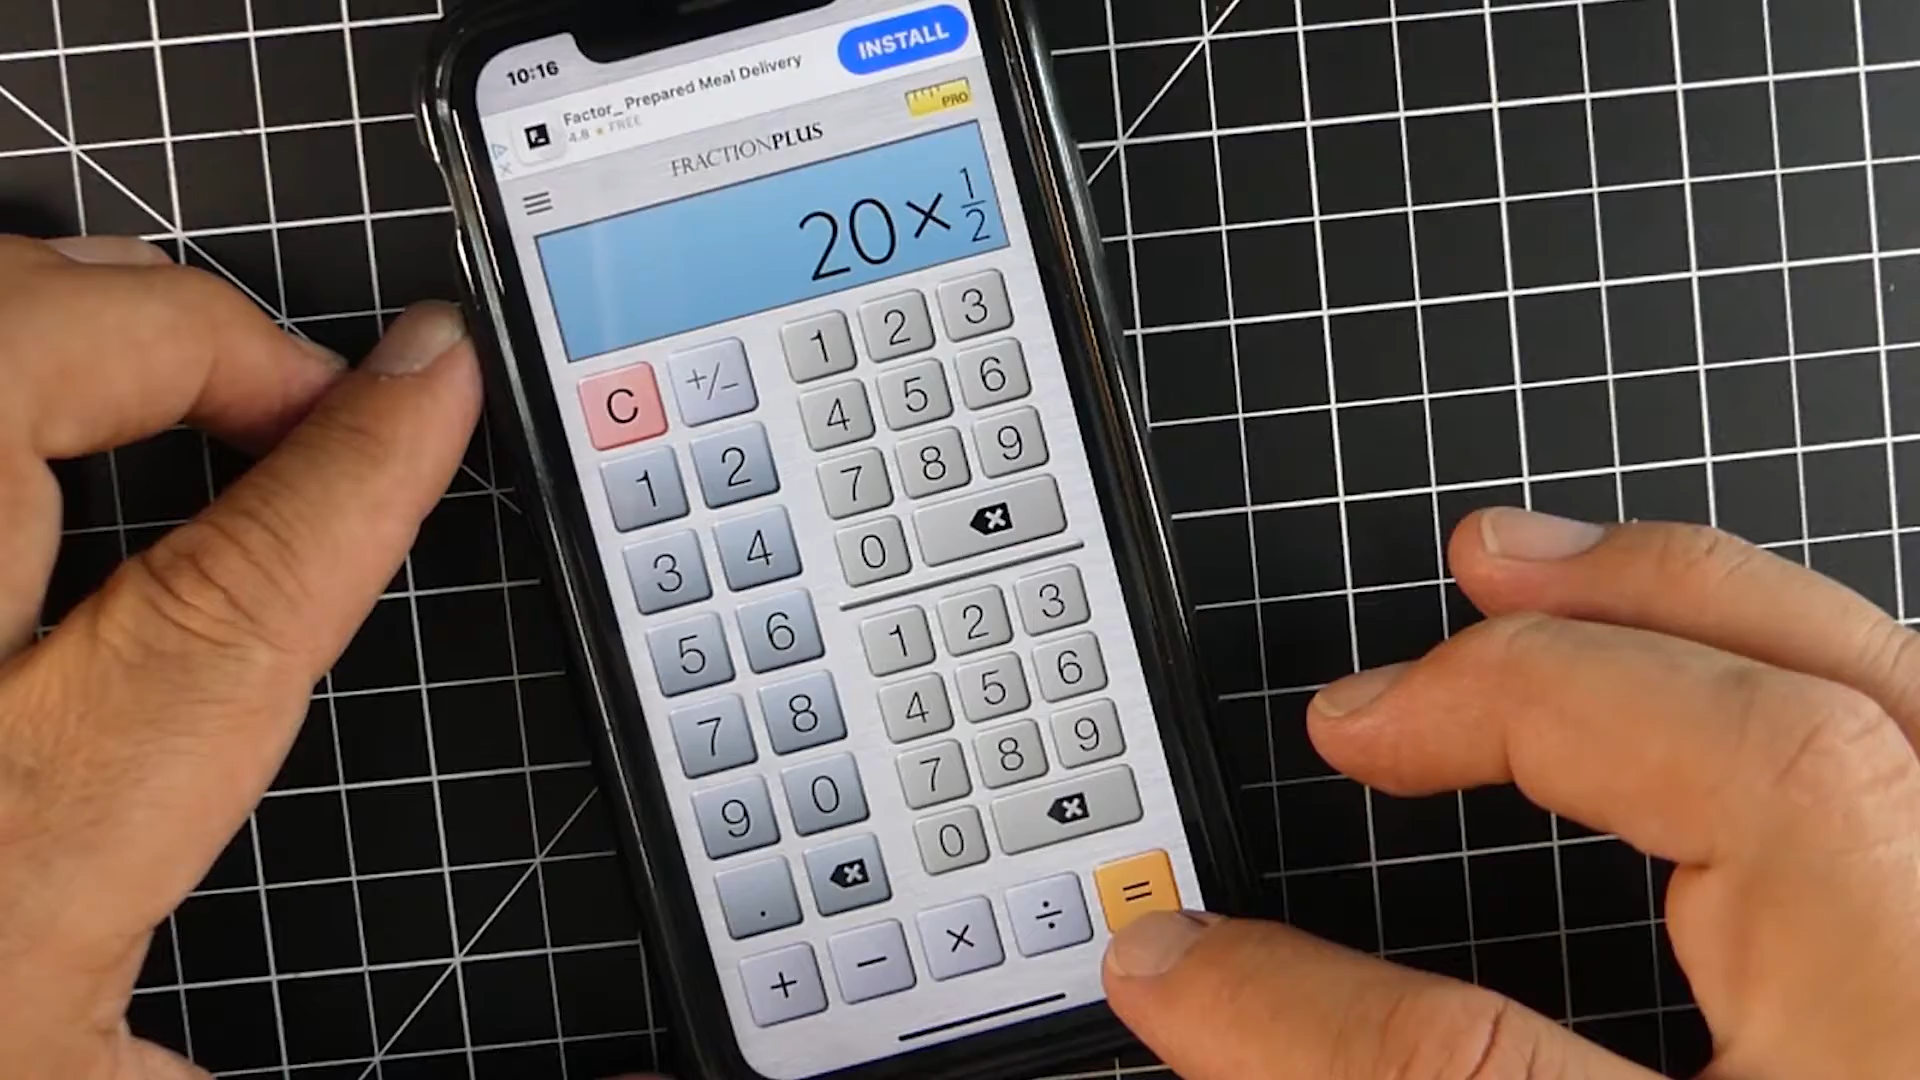 10:16
Factor_ Prepared Meal Delivery
4.8 ★ FREE
INSTALL
PRO
FRACTIONPLUS
20×1/2
C +/-
1 2
3 4
5 6
7 8
9 0
.
1 2 3
4 5 6
7 8 9
0
1 2 3
4 5 6
7 8 9
0
+ − × ÷ =